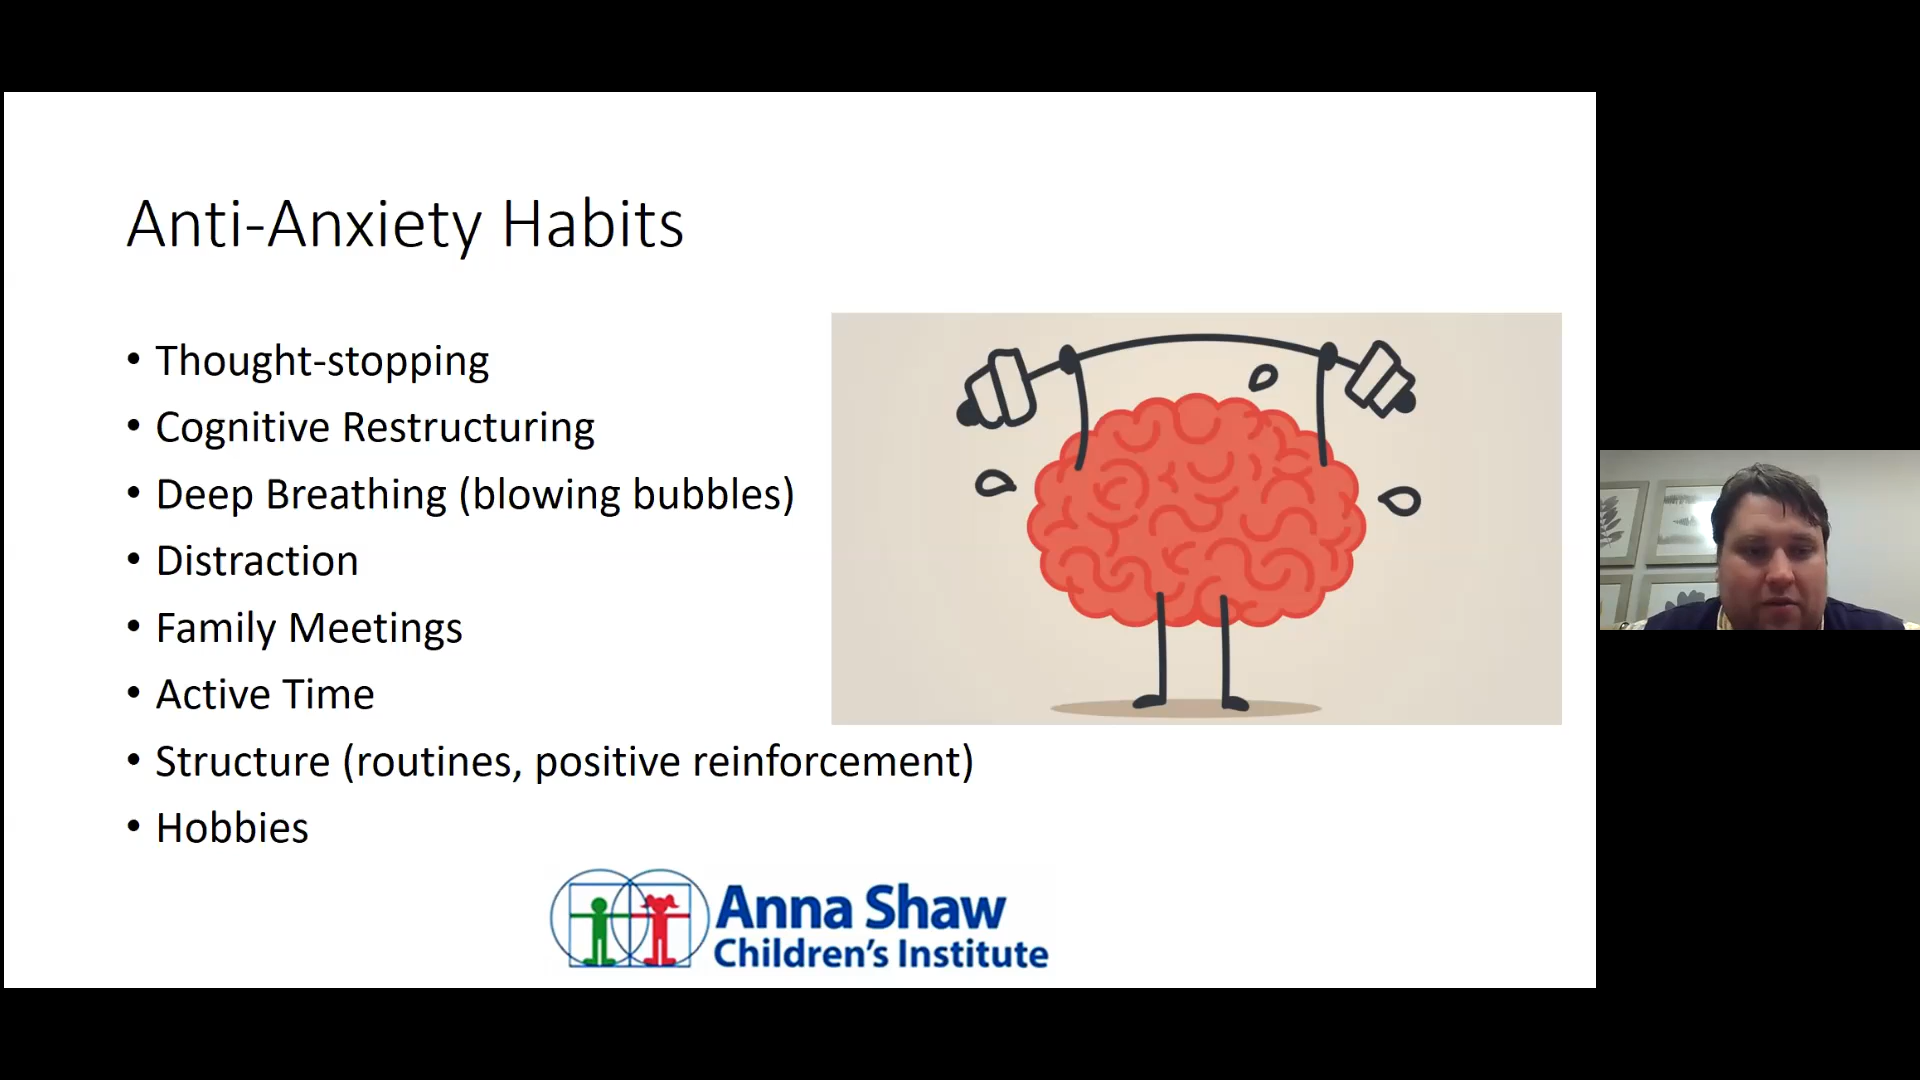 Anti-Anxiety Habits
• Thought-stopping
• Cognitive Restructuring
• Deep Breathing (blowing bubbles)
• Distraction
• Family Meetings
• Active Time
• Structure (routines, positive reinforcement)
• Hobbies
Anna Shaw
Children's Institute